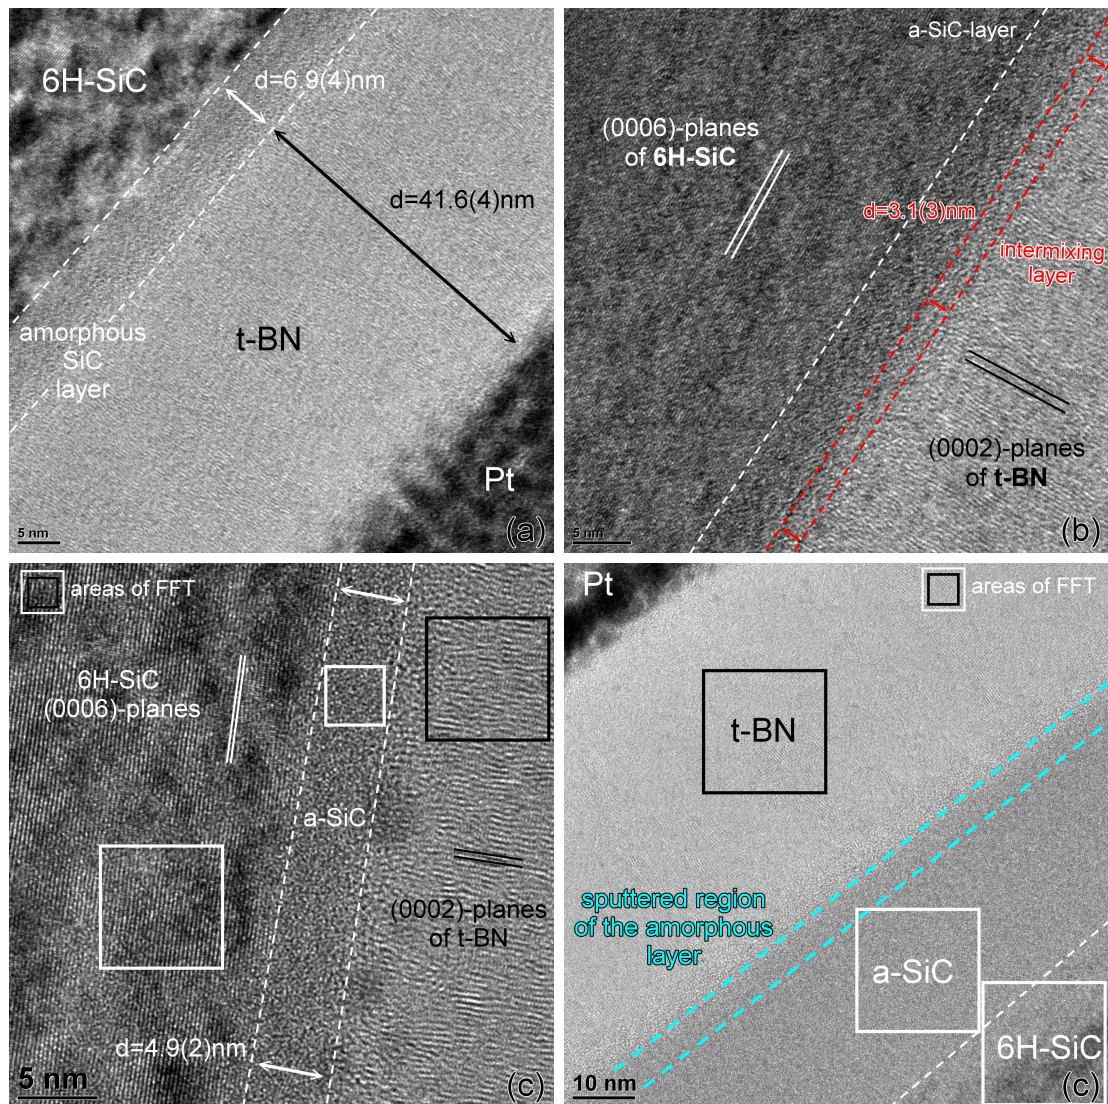 6H-SiC
d=6.9(4)nm
d=41.6(4)nm
t-BN
amorphous
SiC
layer
Pt
5 nm
(a)
a-SiC-layer
(0006)-planes
of 6H-SiC
d=3.1(3)nm
intermixing
layer
(0002)-planes
of t-BN
5 nm
(b)
areas of FFT
6H-SiC
(0006)-planes
a-SiC
(0002)-planes
of t-BN
d=4.9(2)nm
5 nm
(c)
Pt
areas of FFT
t-BN
sputtered region
of the amorphous
layer
a-SiC
6H-SiC
10 nm
(c)